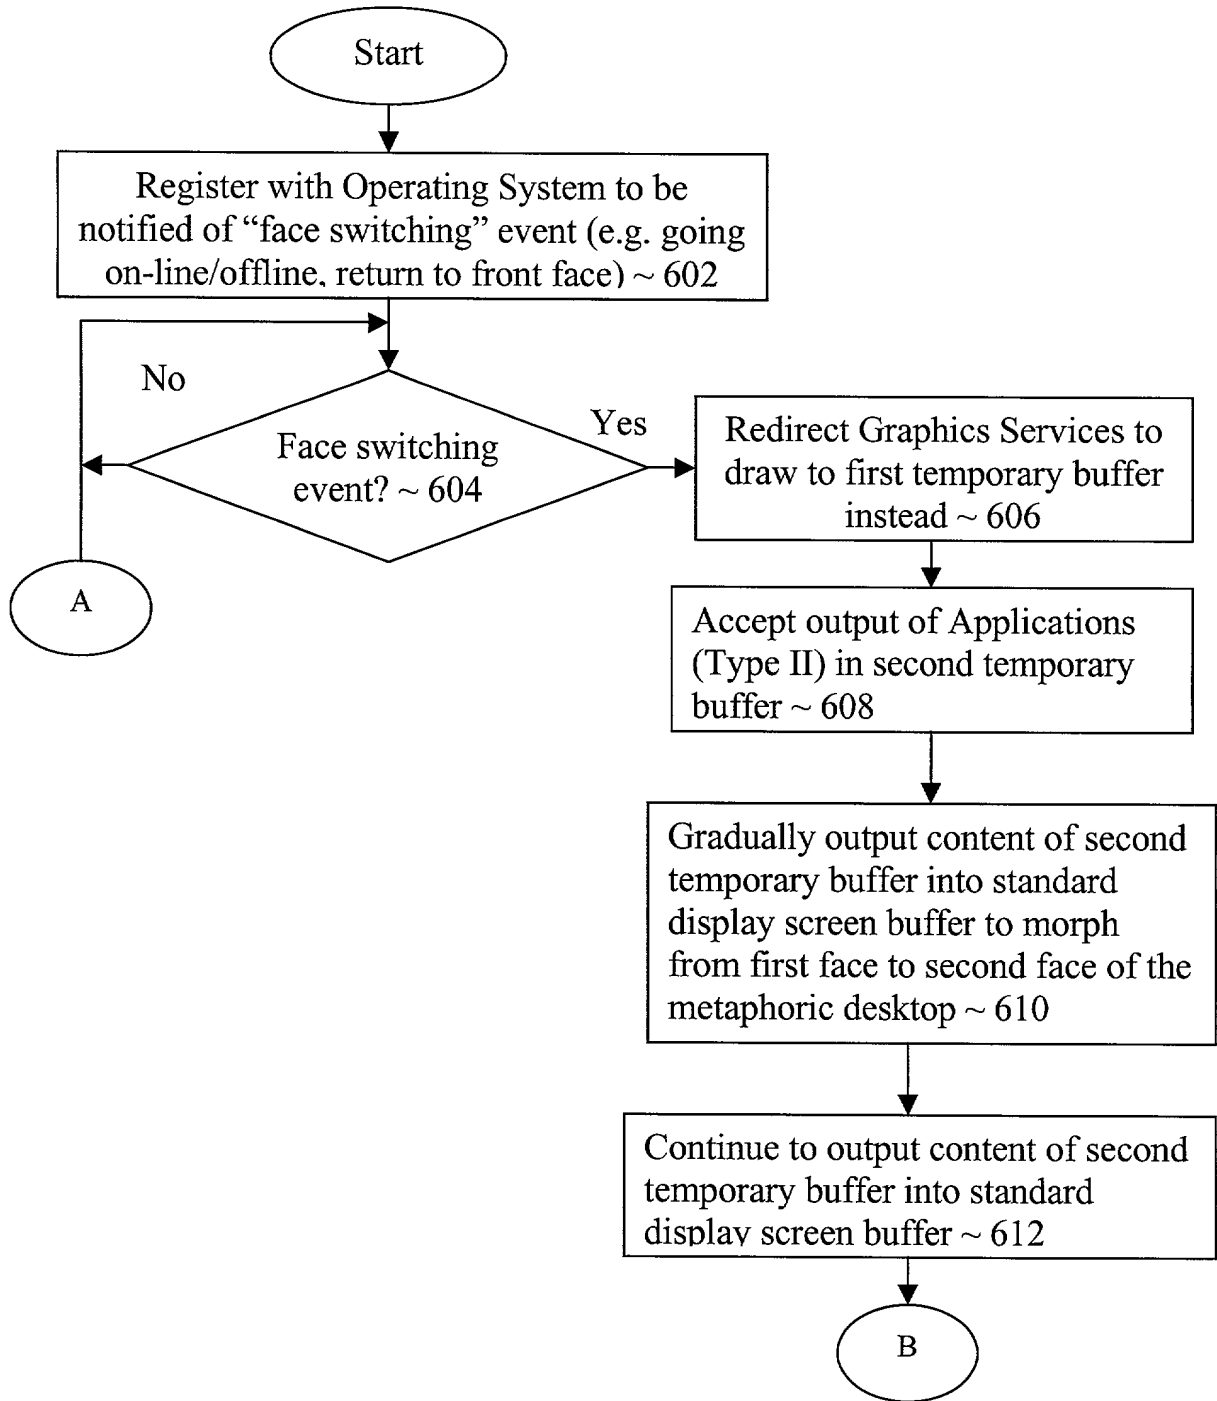 Start
Register with Operating System to be
notified of “face switching” event (e.g. going
on-line/offline, return to front face) ~ 602
No
Yes
Face switching
event? ~ 604
Redirect Graphics Services to
draw to first temporary buffer
instead ~ 606
A
Accept output of Applications
(Type II) in second temporary
buffer ~ 608
Gradually output content of second
temporary buffer into standard
display screen buffer to morph
from first face to second face of the
metaphoric desktop ~ 610
Continue to output content of second
temporary buffer into standard
display screen buffer ~ 612
B